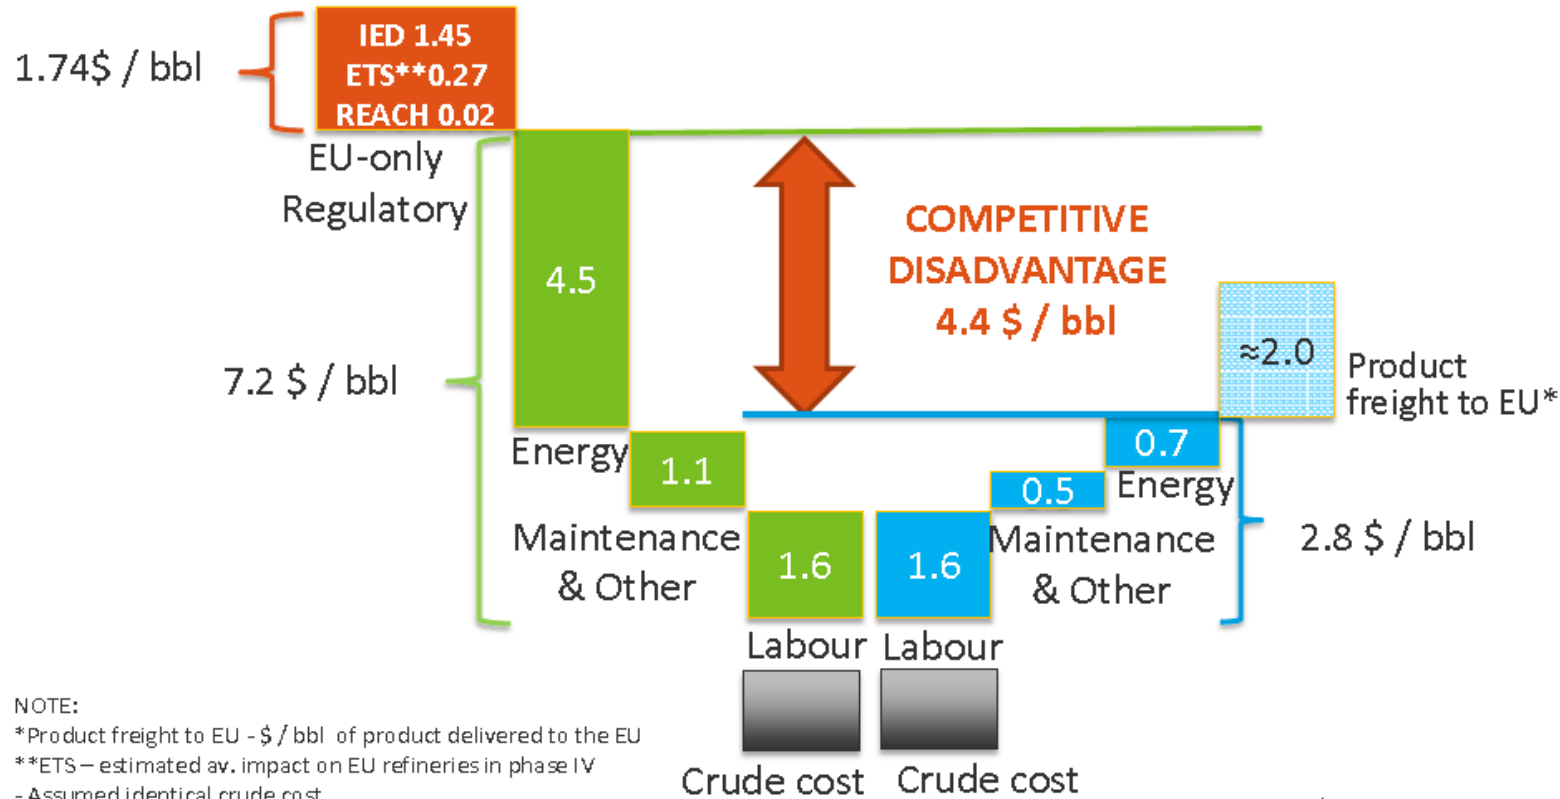 1.74$ / bbl
IED 1.45
ETS**0.27
REACH 0.02
EU-only
Regulatory
4.5
COMPETITIVE
DISADVANTAGE
4.4 $ / bbl
≈2.0
Product
freight to EU*
7.2 $ / bbl
Energy
1.1
0.7
Energy
0.5
Maintenance
& Other
1.6
1.6
Maintenance
& Other
2.8 $ / bbl
Labour
Labour
NOTE:
*Product freight to EU - $ / bbl of product delivered to the EU
**ETS – estimated av. impact on EU refineries in phase IV
- Assumed identical crude cost
Crude cost
Crude cost